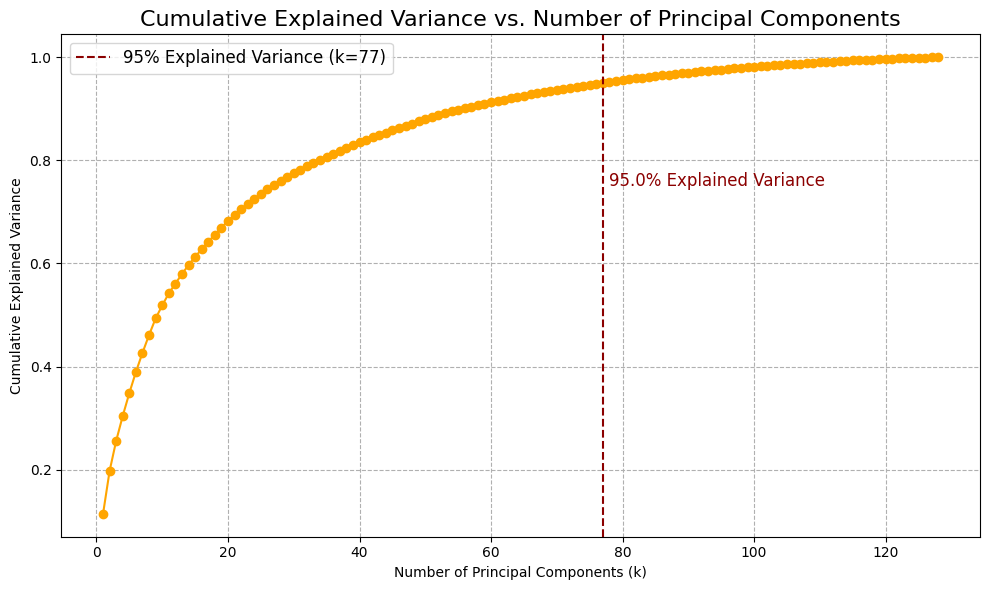 Cumulative Explained Variance vs. Number of Principal Components
95% Explained Variance (k=77)
1.0
0.8
0.6
0.4
0.2
Cumulative Explained Variance
95.0% Explained Variance
0 20 40 60 80 100 120
Number of Principal Components (k)